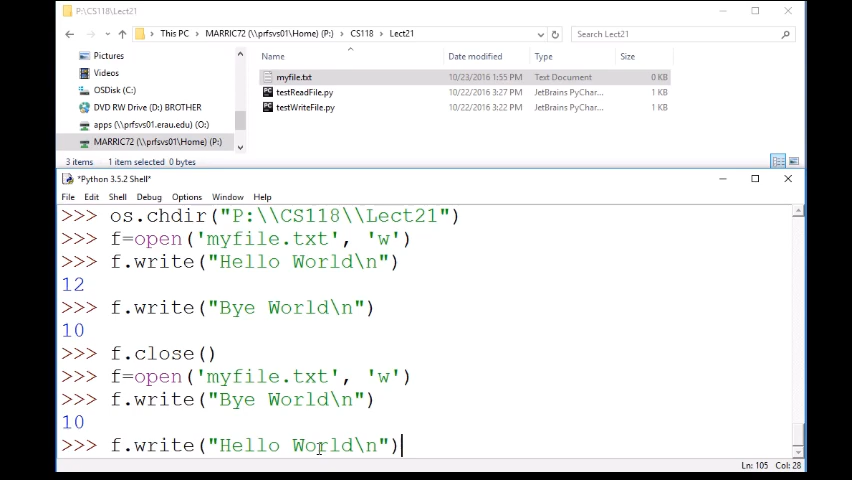 P:\CS118\Lect21
This PC > MARRIC72 (\\prfsvs01\Home) (P:) > CS118 > Lect21
Search Lect21
Pictures
Videos
OSDisk (C:)
DVD RW Drive (D:) BROTHER
apps (\\prfsvs01.erau.edu) (O:)
MARRIC72 (\\prfsvs01\Home) (P:)
Name Date modified Type Size
myfile.txt 10/23/2016 1:55 PM Text Document 0 KB
testReadFile.py 10/22/2016 3:27 PM JetBrains PyChar... 1 KB
testWriteFile.py 10/22/2016 3:22 PM JetBrains PyChar... 1 KB
3 items 1 item selected 0 bytes
*Python 3.5.2 Shell*
File Edit Shell Debug Options Window Help
>>> os.chdir("P:\\CS118\\Lect21")
>>> f=open('myfile.txt', 'w')
>>> f.write("Hello World\n")
12
>>> f.write("Bye World\n")
10
>>> f.close()
>>> f=open('myfile.txt', 'w')
>>> f.write("Bye World\n")
10
>>> f.write("Hello World\n")
Ln: 105 Col: 28